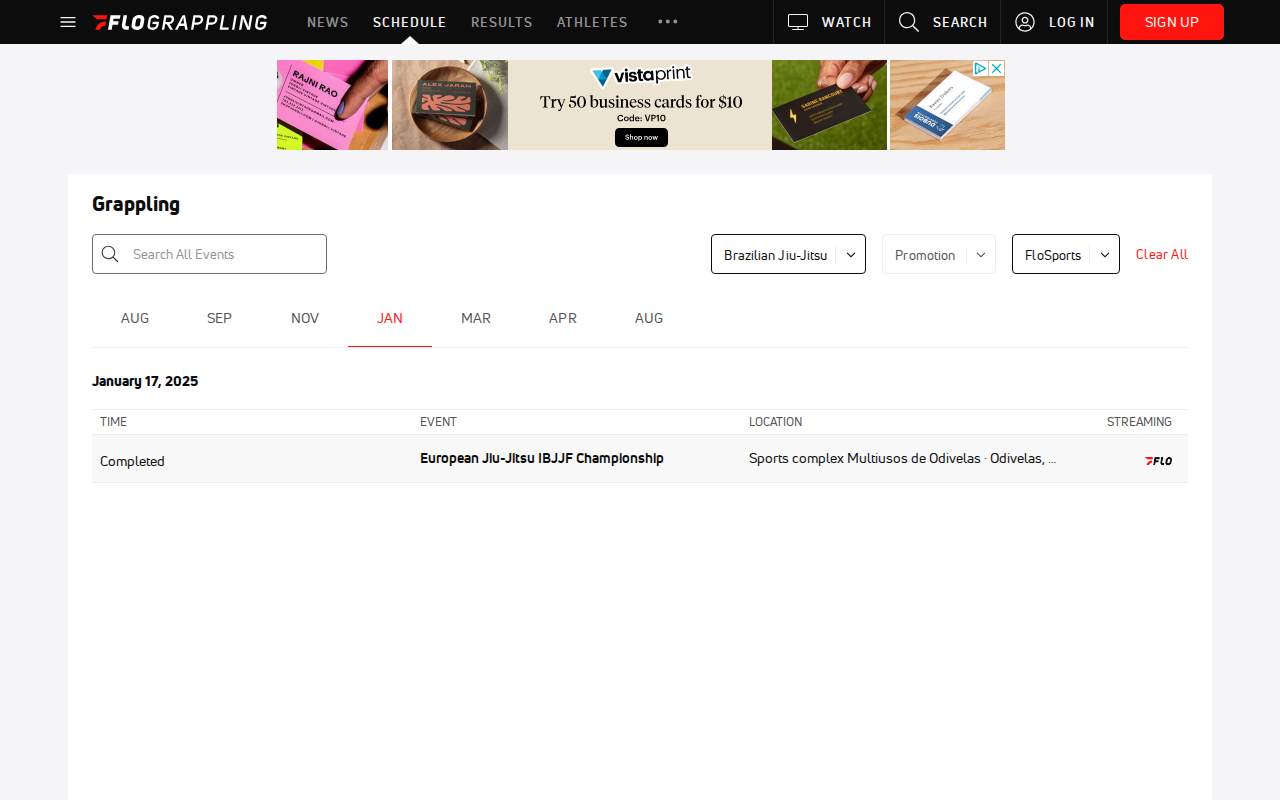 FLOGRAPPLING NEWS SCHEDULE RESULTS ATHLETES WATCH SEARCH LOG IN SIGN UP
RAJNI RAO
ALEX JARAH
vistaprint
Try 50 business cards for $10
Code: VP10
Shop now
SABINE RANCOURT
DUBOIS
Grappling
Search All Events Brazilian Jiu-Jitsu Promotion FloSports Clear All
AUG SEP NOV JAN MAR APR AUG
January 17, 2025
TIME EVENT LOCATION STREAMING
Completed European Jiu-Jitsu IBJJF Championship Sports complex Multiusos de Odivelas · Odivelas, ... FLO